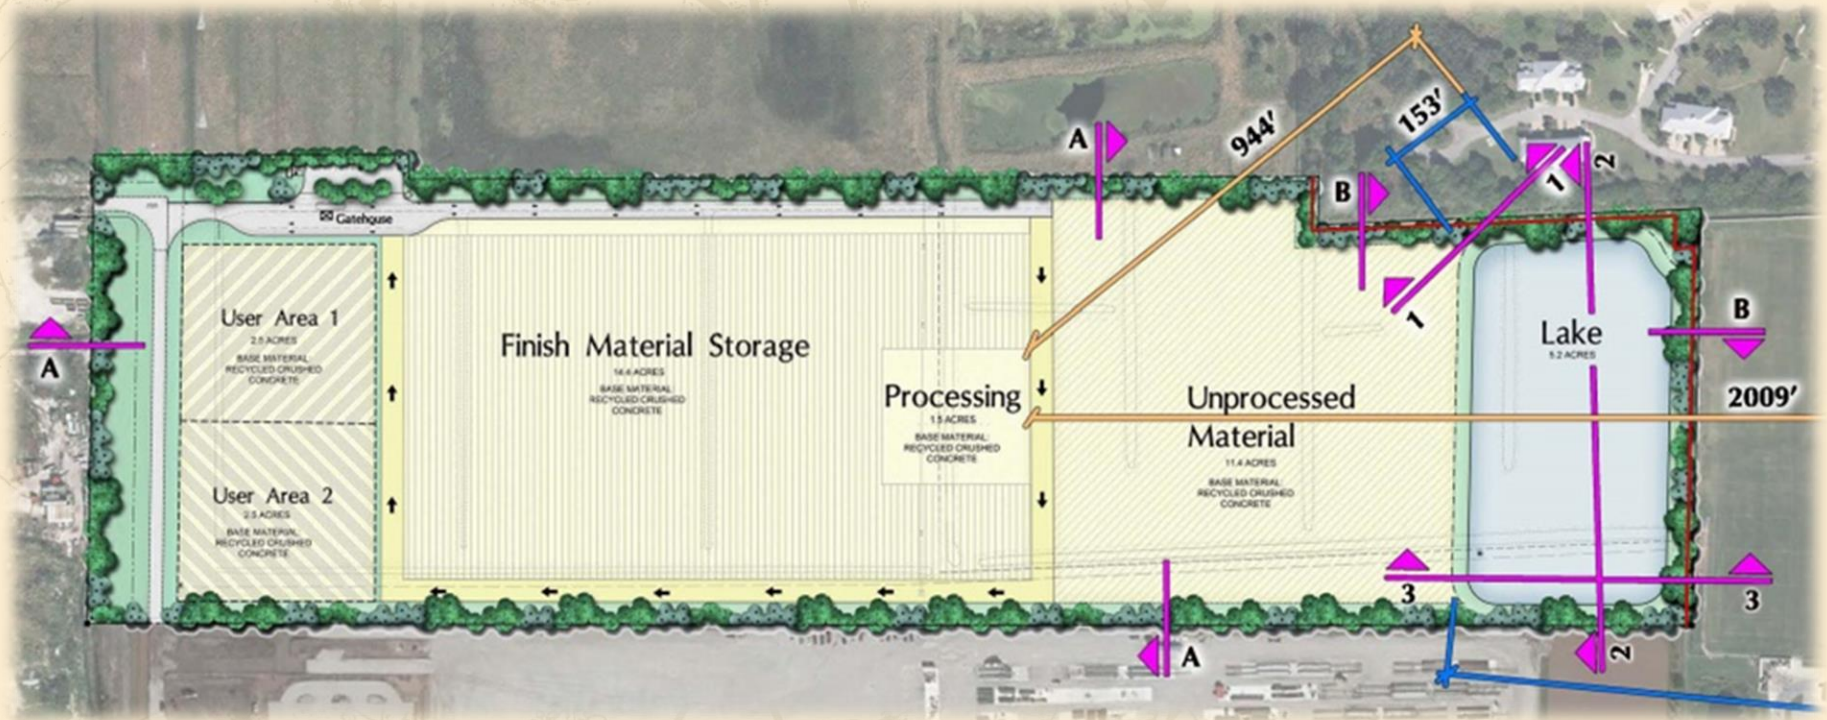 944'
153'
A
B
1
2
Gatehouse
User Area 1
2.5 ACRES
BASE MATERIAL:
RECYCLED CRUSHED
CONCRETE
Finish Material Storage
14.4 ACRES
BASE MATERIAL:
RECYCLED CRUSHED
CONCRETE
A
1
Lake
5.2 ACRES
B
Processing
1.5 ACRES
BASE MATERIAL:
RECYCLED CRUSHED
CONCRETE
Unprocessed
Material
11.4 ACRES
BASE MATERIAL:
RECYCLED CRUSHED
CONCRETE
2009'
User Area 2
2.5 ACRES
BASE MATERIAL:
RECYCLED CRUSHED
CONCRETE
3
3
A
2